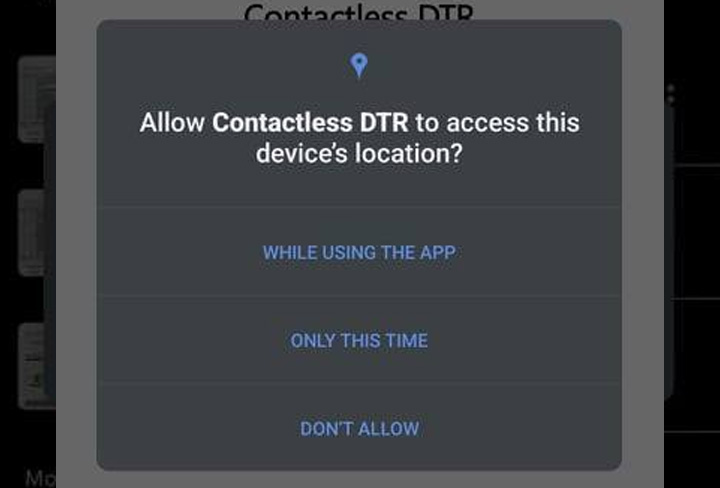 Contactless DTR
Allow Contactless DTR to access this
device's location?
WHILE USING THE APP
ONLY THIS TIME
DON'T ALLOW
Mo